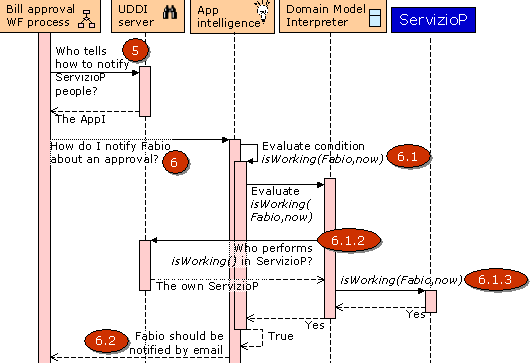 Bill approval
WF process
UDDI
server
App
intelligence
Domain Model
Interpreter
ServizioP
Who tells
how to notify
ServizioP
people?
5
The AppI
How do I notify Fabio
about an approval?
6
Evaluate condition
isWorking(Fabio,now)
6.1
Evaluate
isWorking(
Fabio,now)
6.1.2
Who performs
isWorking() in ServizioP?
The own ServizioP
isWorking(Fabio,now)
6.1.3
Yes
Yes
True
6.2
Fabio should be
notified by email